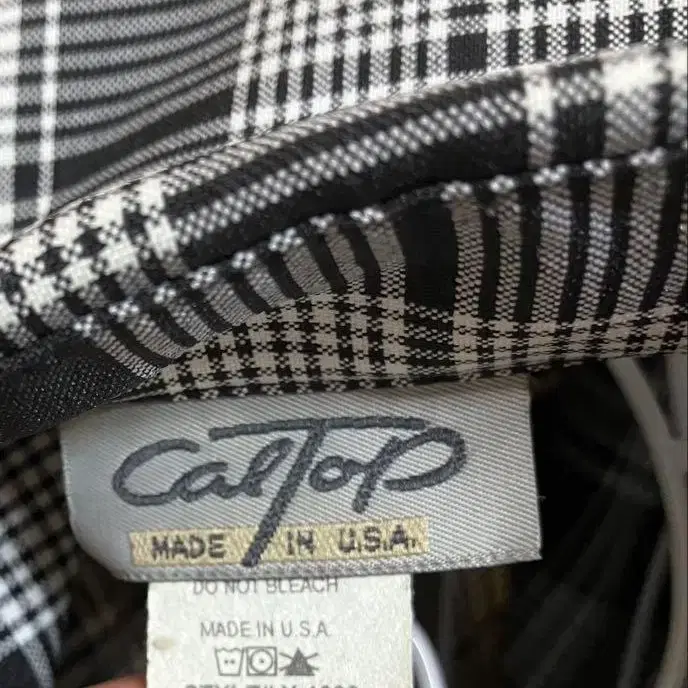 CalTop
MADE IN U.S.A.
DO NOT BLEACH
MADE IN U.S.A